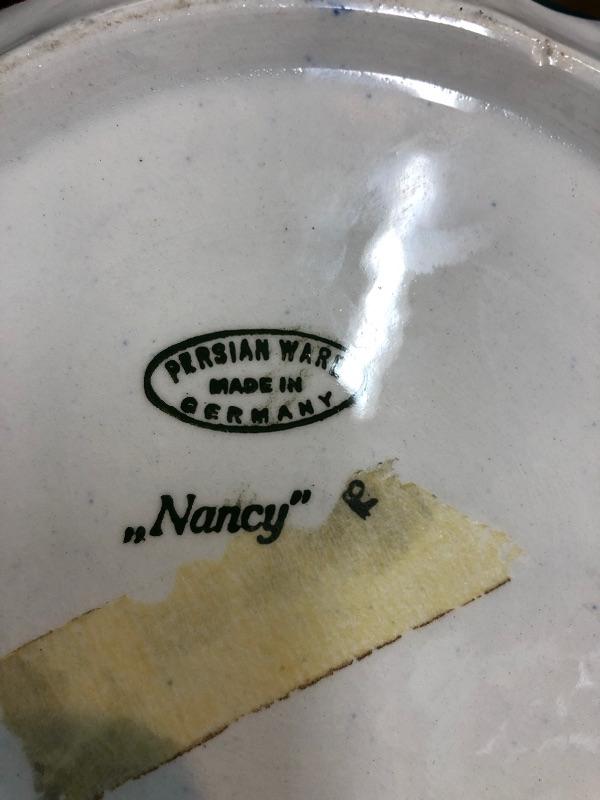 PERSIAN WARE
MADE IN
GERMANY
„Nancy”